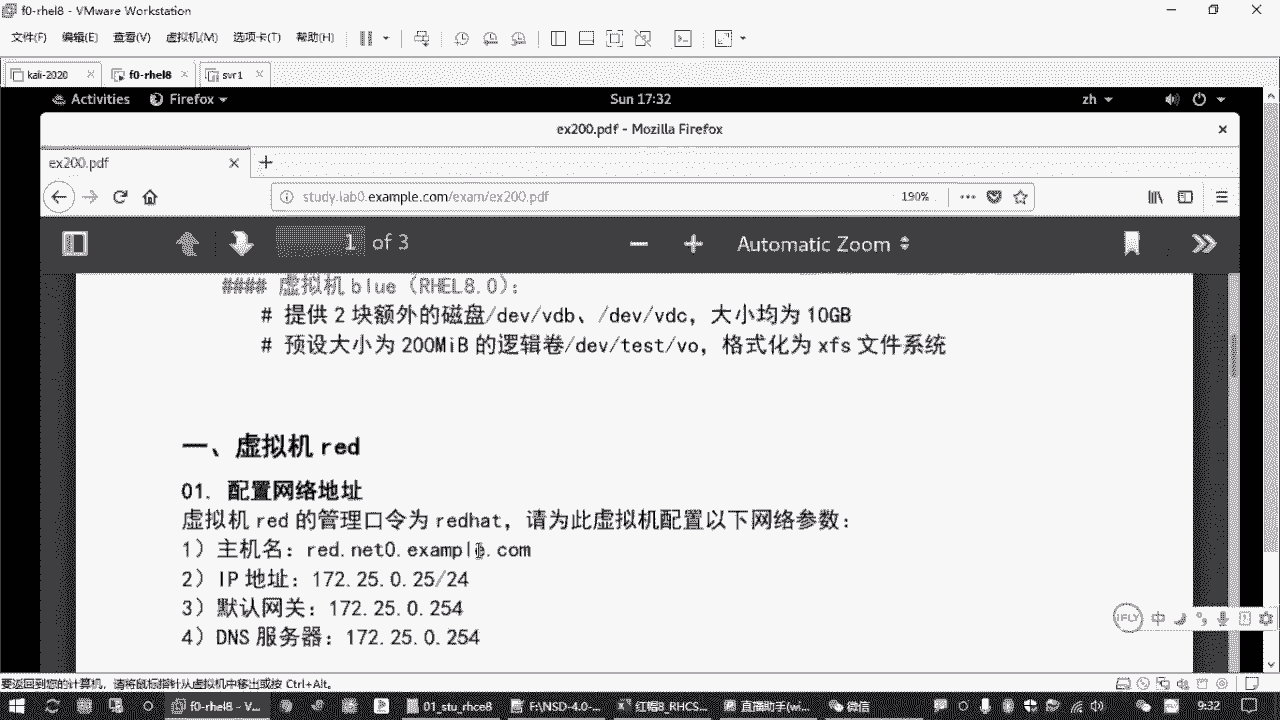 f0-rhel8 - VMware Workstation
文件(F) 编辑(E) 查看(V) 虚拟机(M) 选项卡(T) 帮助(H)
kali-2020 f0-rhel8 svr1
Activities Firefox Sun 17:32 zh
ex200.pdf - Mozilla Firefox
ex200.pdf
study.lab0.example.com/exam/ex200.pdf 190%
1 of 3 Automatic Zoom
#### 虚拟机 blue（RHEL8.0）：
# 提供 2 块额外的磁盘/dev/vdb、/dev/vdc，大小均为 10GB
# 预设大小为 200MiB 的逻辑卷/dev/test/vo，格式化为 xfs 文件系统
一、虚拟机 red
01. 配置网络地址
虚拟机 red 的管理口令为 redhat，请为此虚拟机配置以下网络参数：
1）主机名：red.net0.example.com
2）IP 地址：172.25.0.25/24
3）默认网关：172.25.0.254
4）DNS 服务器：172.25.0.254
iFLY 中
要返回到您的计算机，请将鼠标指针从虚拟机中移出或按 Ctrl+Alt。
f0-rhel8 - V... 01_stu_rhce8 F:\NSD-4.0-... 红帽8_RHCS... 直播助手(wi... 微信 9:32